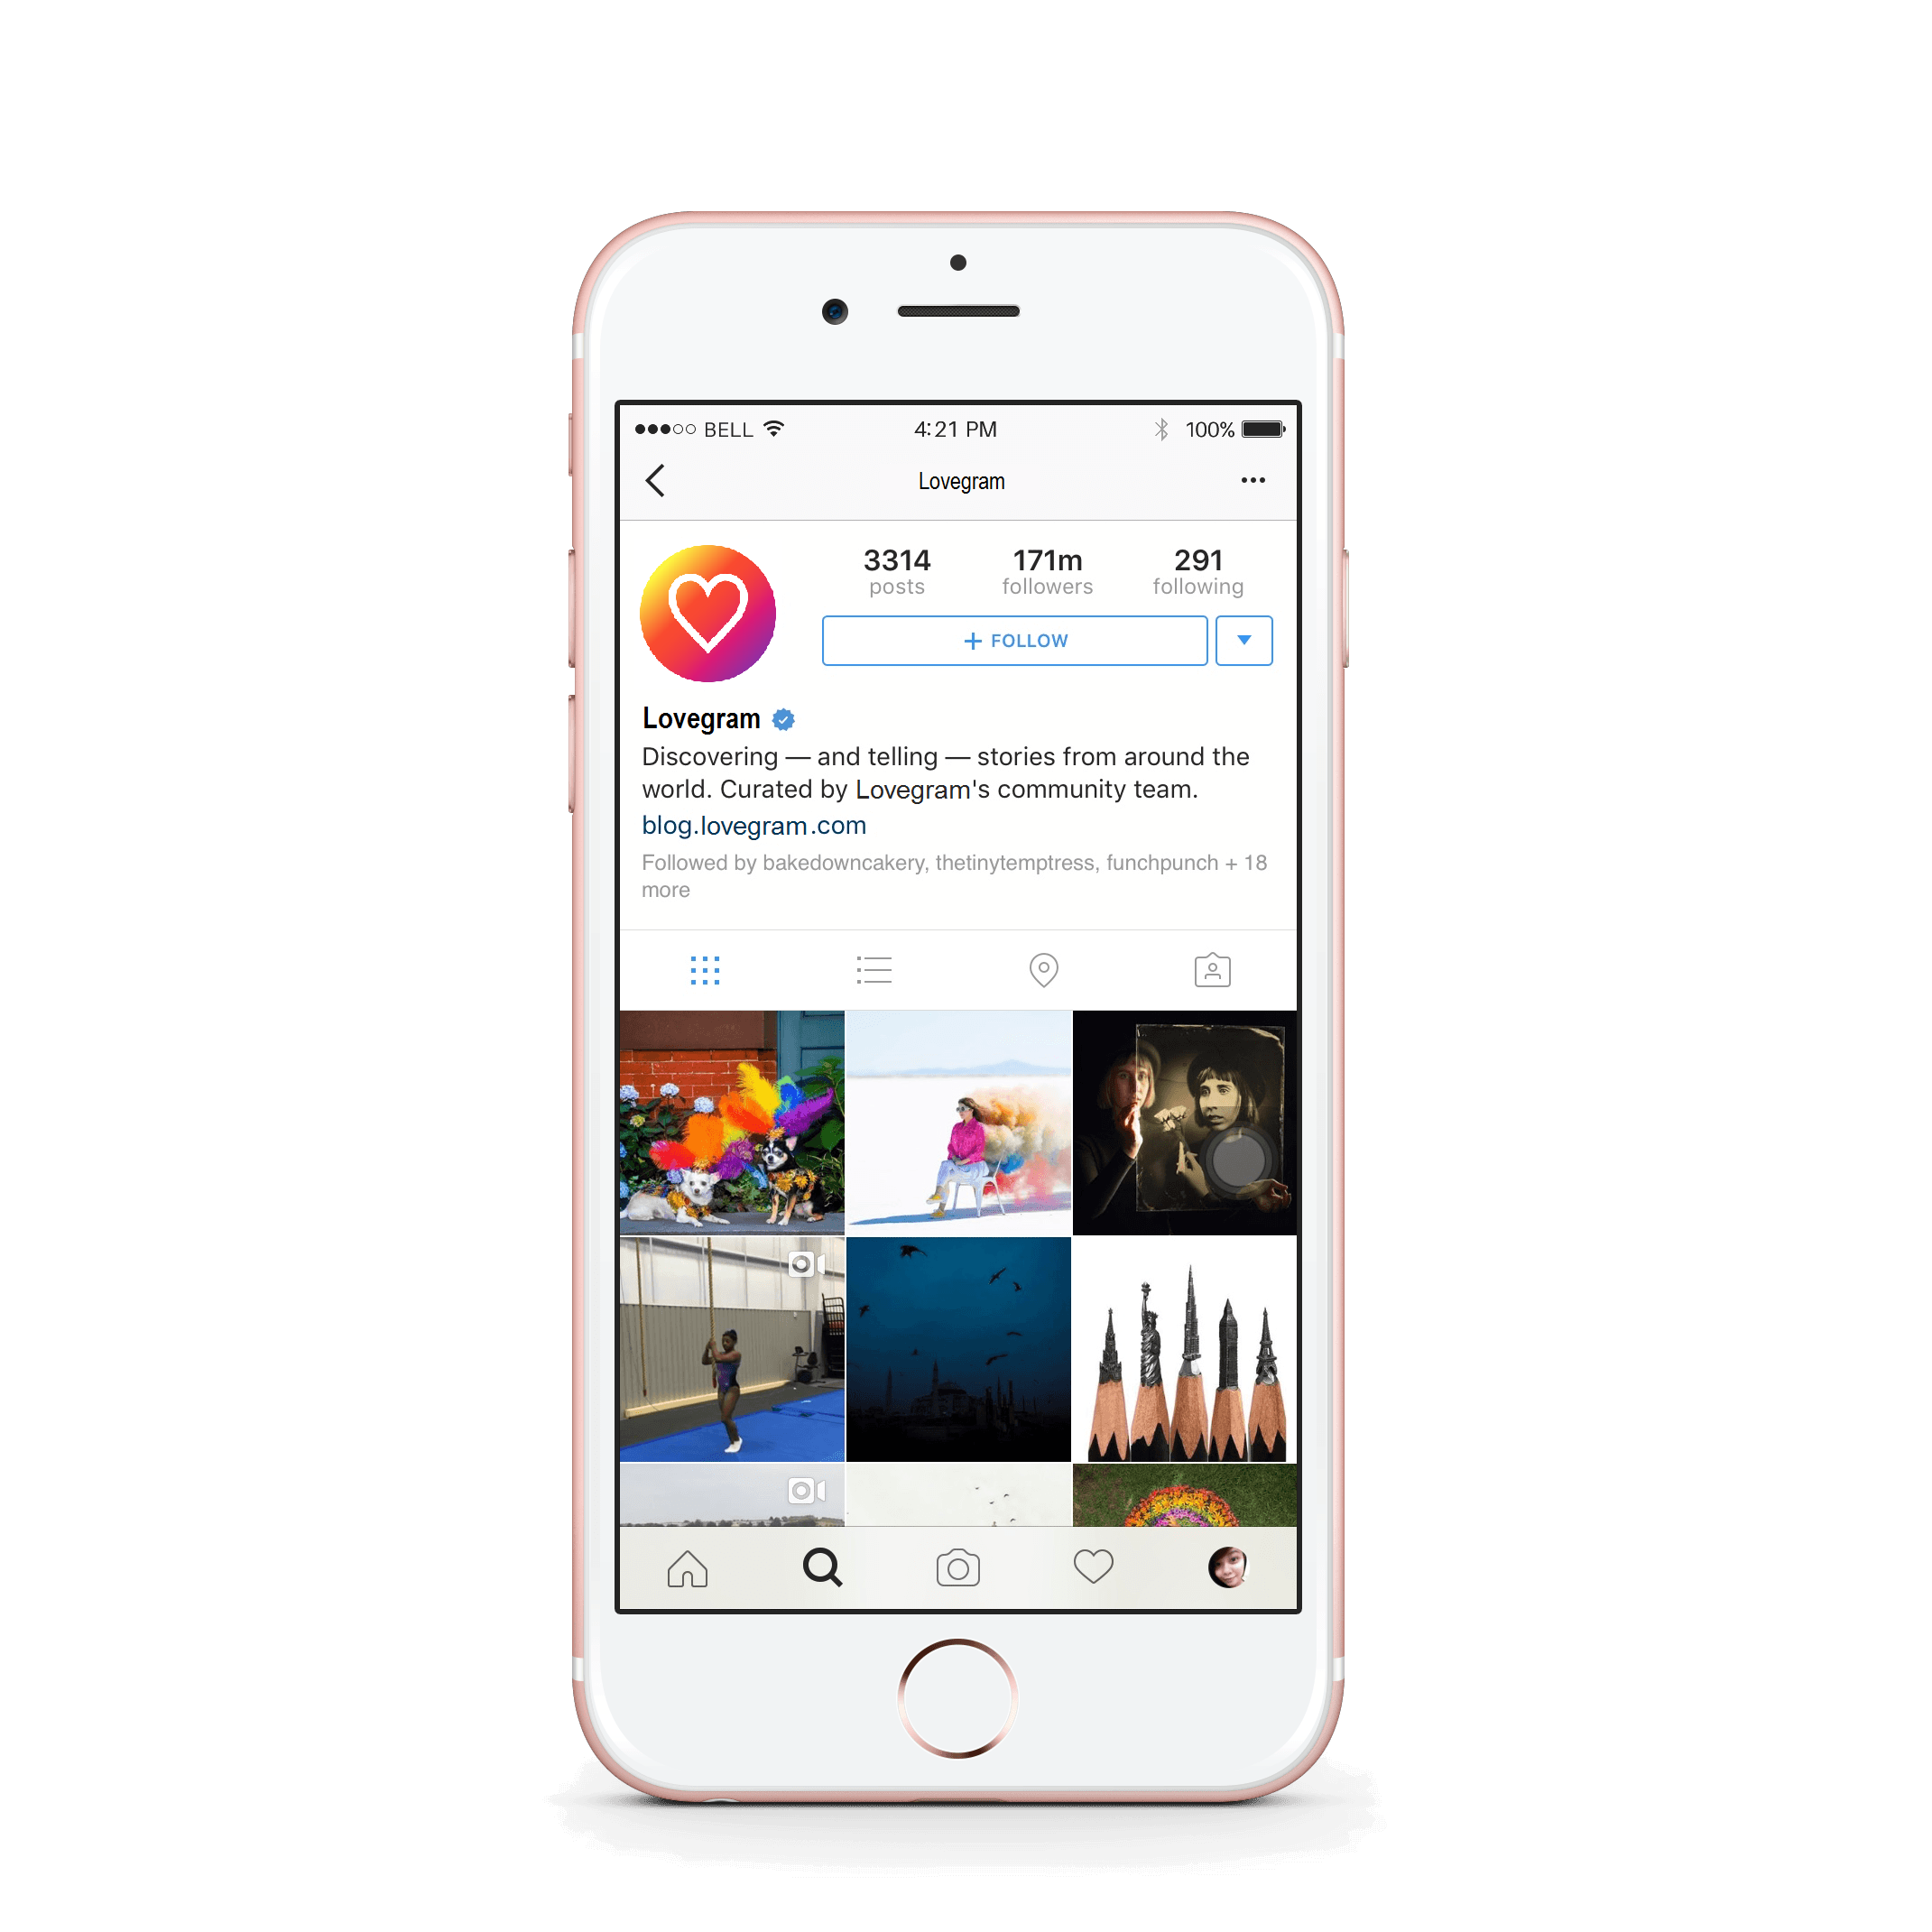 BELL 4:21 PM 100%
Lovegram
3314 171m 291
posts followers following
+ FOLLOW
Lovegram
Discovering — and telling — stories from around the
world. Curated by Lovegram's community team.
blog.lovegram.com
Followed by bakedowncakery, thetinytemptress, funchpunch + 18
more